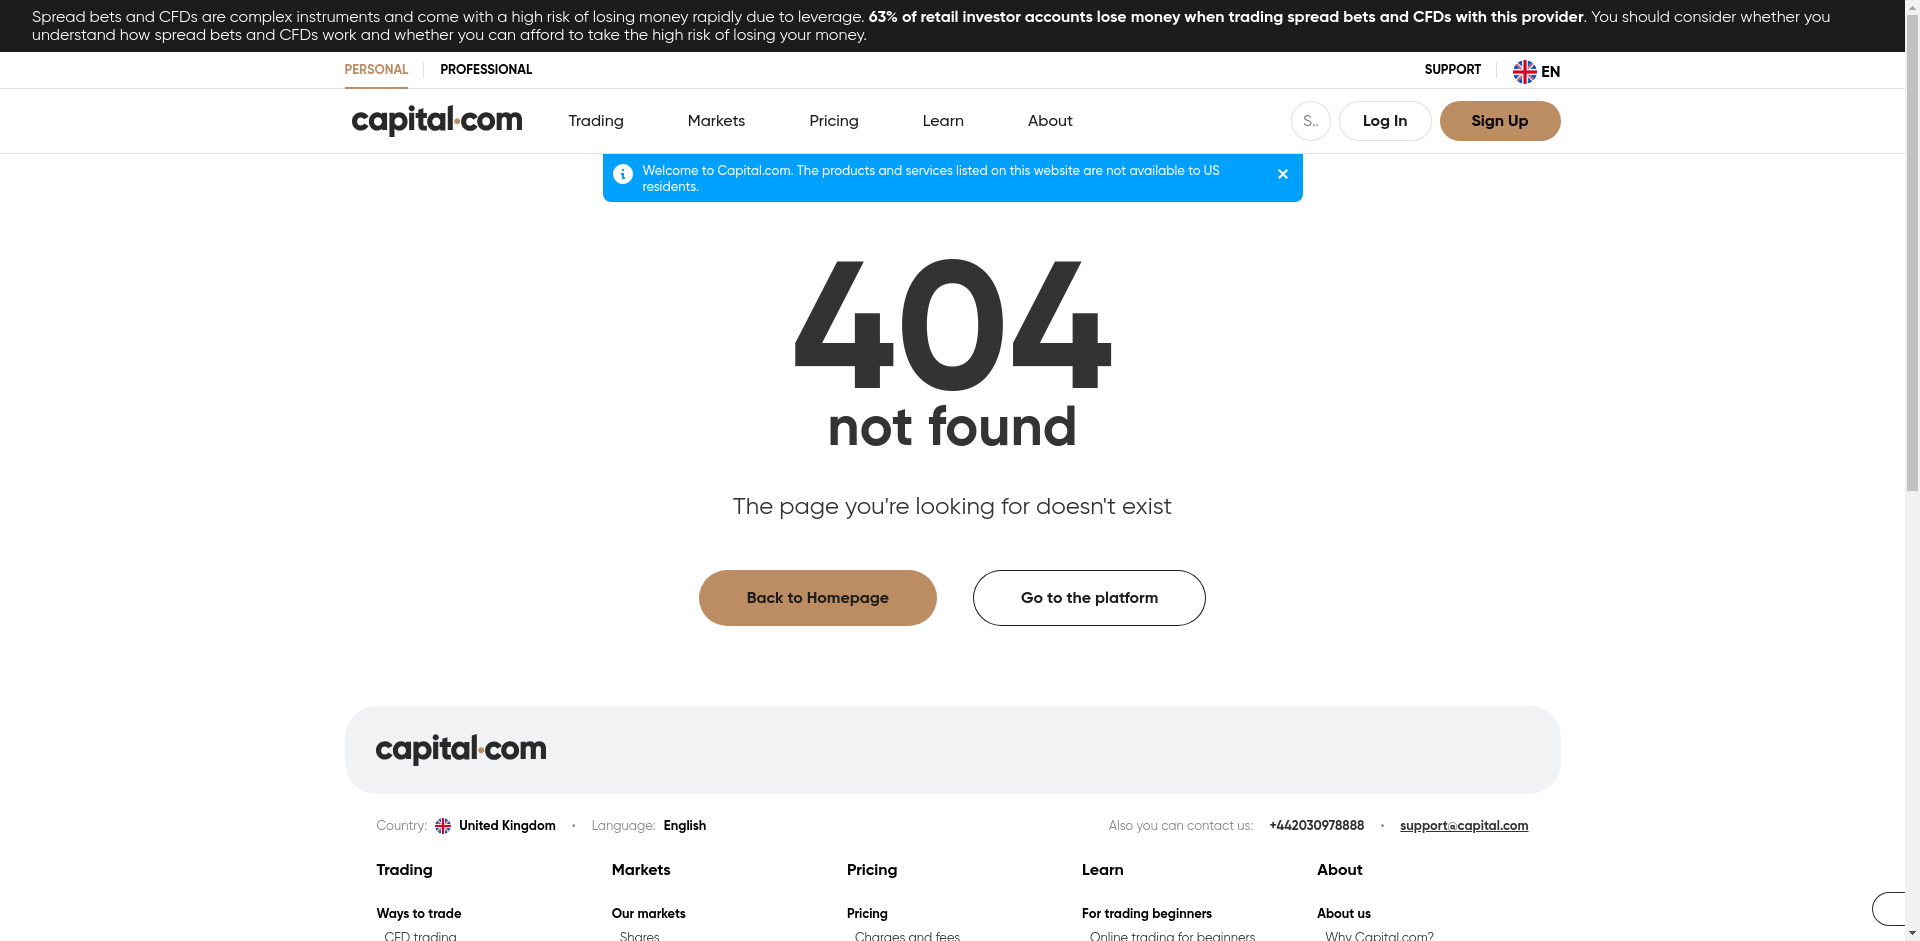 Spread bets and CFDs are complex instruments and come with a high risk of losing money rapidly due to leverage. 63% of retail investor accounts lose money when trading spread bets and CFDs with this provider. You should consider whether you
understand how spread bets and CFDs work and whether you can afford to take the high risk of losing your money.
PERSONAL PROFESSIONAL SUPPORT EN
capital.com Trading Markets Pricing Learn About S.. Log In Sign Up
Welcome to Capital.com. The products and services listed on this website are not available to US
residents.
404
not found
The page you're looking for doesn't exist
Back to Homepage Go to the platform
capital.com
Country: United Kingdom • Language: English Also you can contact us: +442030978888 • support@capital.com
Trading Markets Pricing Learn About
Ways to trade Our markets Pricing For trading beginners About us
CFD trading Shares Charges and fees Online trading for beginners Why Capital.com?